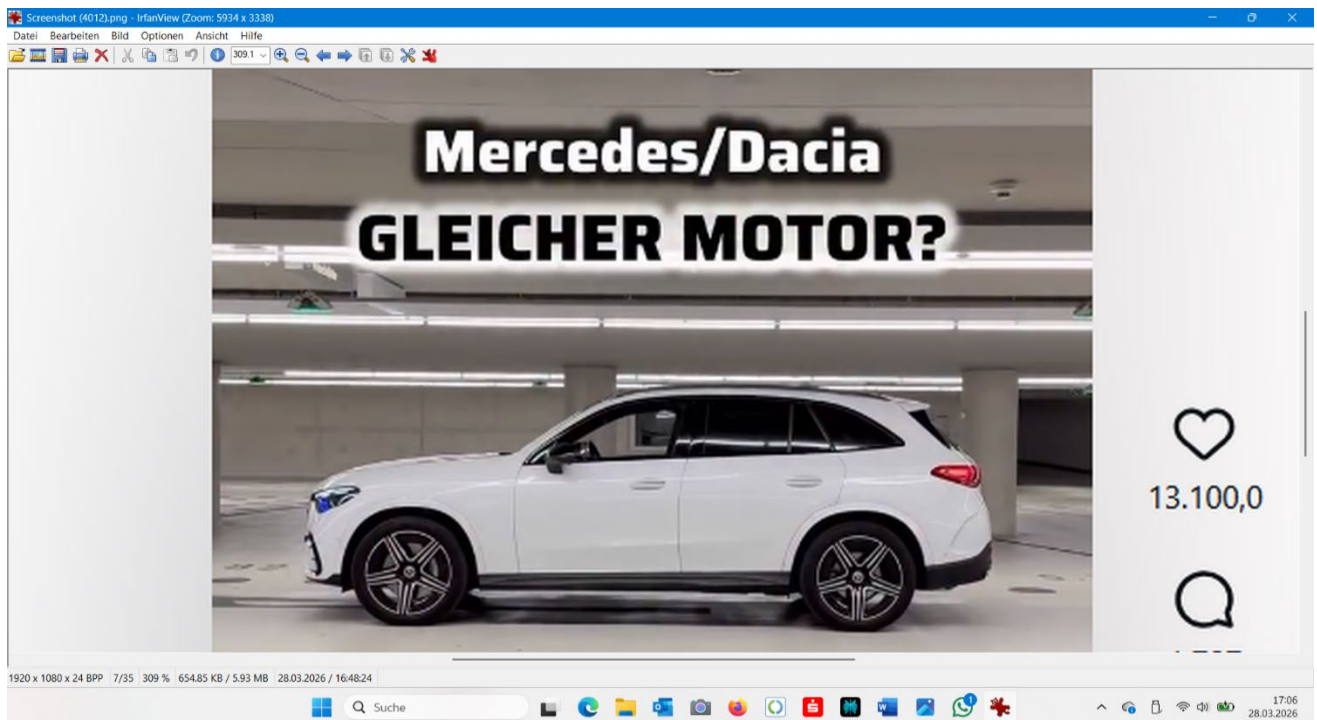 Screenshot (4012).png - IrfanView (Zoom: 5934 x 3338)
Datei Bearbeiten Bild Optionen Ansicht Hilfe
309.1
Mercedes/Dacia
GLEICHER MOTOR?
13.100,0
1920 x 1080 x 24 BPP 7/35 309 % 654.85 KB / 5.93 MB 28.03.2026 / 16:48:24
Suche
17:06
28.03.2026